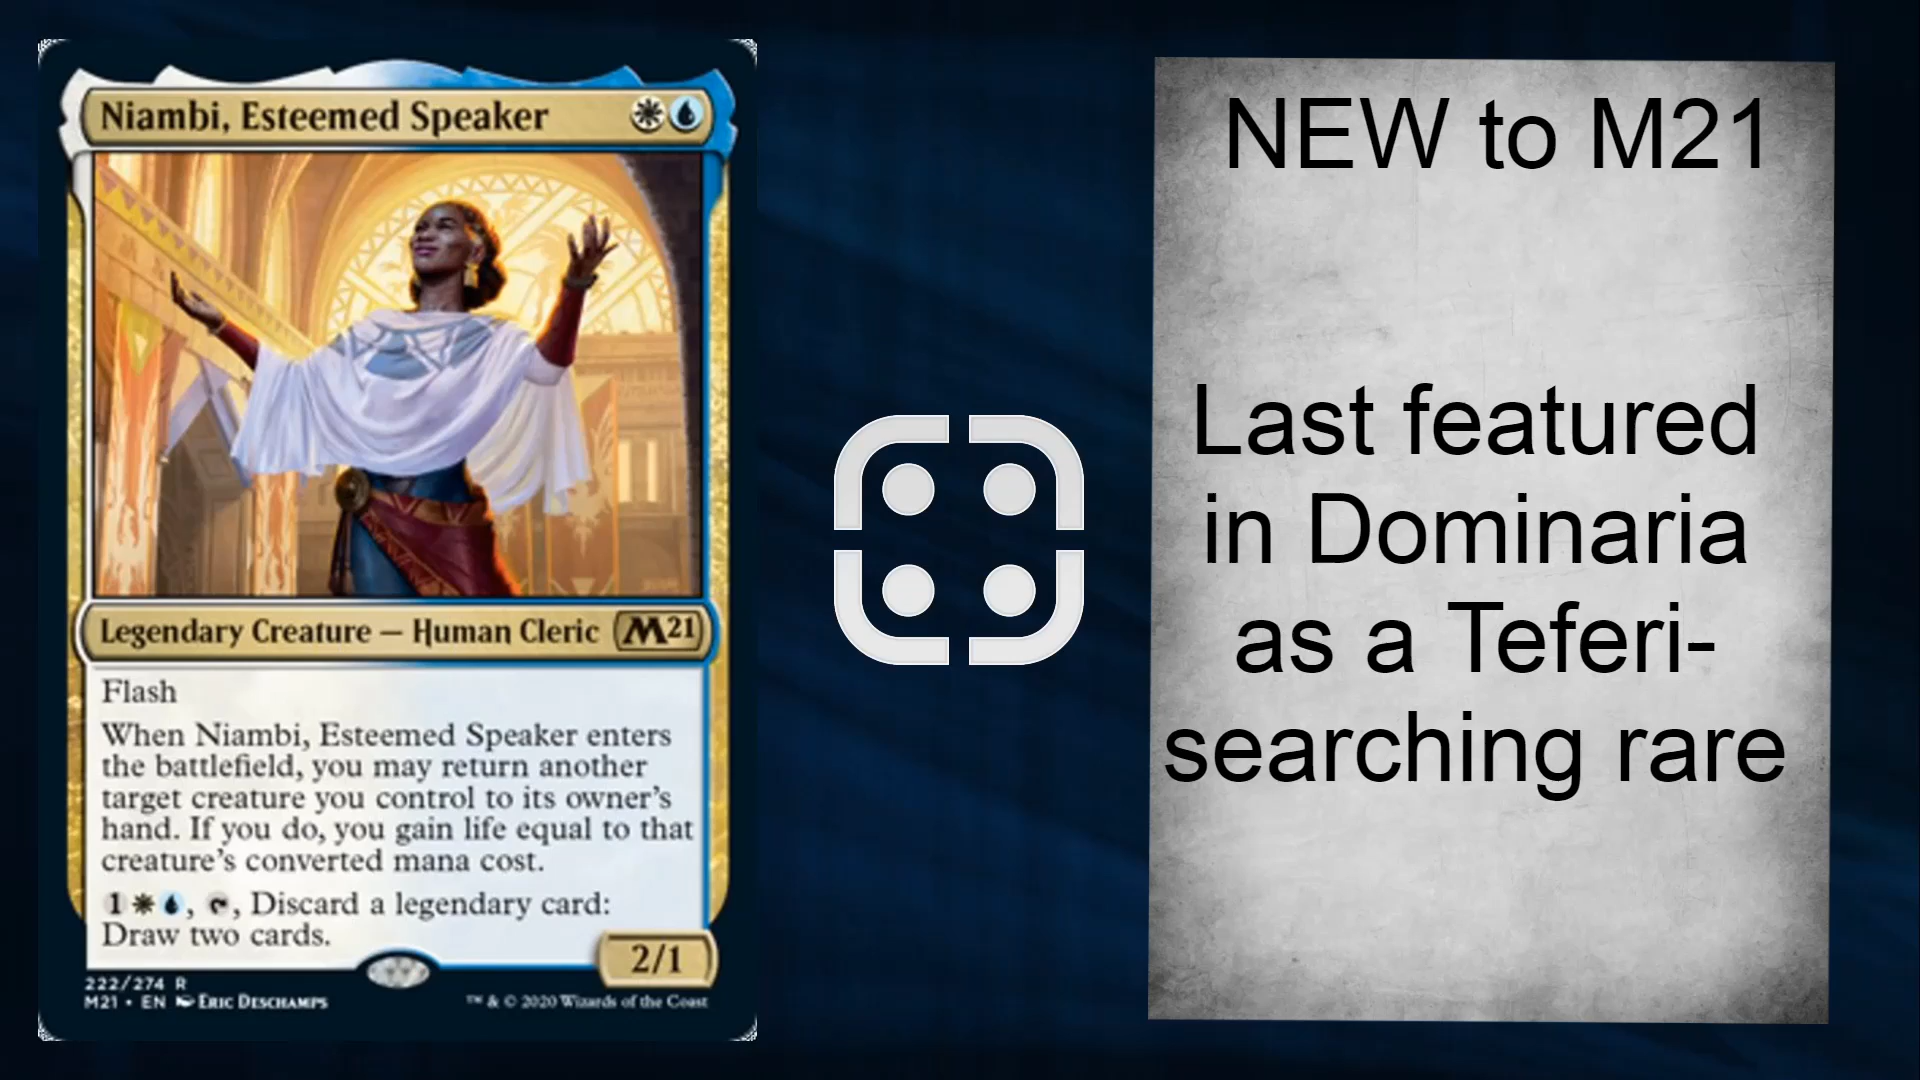 Niambi, Esteemed Speaker
Legendary Creature — Human Cleric M21
Flash
When Niambi, Esteemed Speaker enters
the battlefield, you may return another
target creature you control to its owner's
hand. If you do, you gain life equal to that
creature's converted mana cost.
1 , , Discard a legendary card:
Draw two cards.
2/1
222/274 R
M21 • EN ERIC DESCHAMPS
™ & © 2020 Wizards of the Coast
NEW to M21
Last featured
in Dominaria
as a Teferi-
searching rare